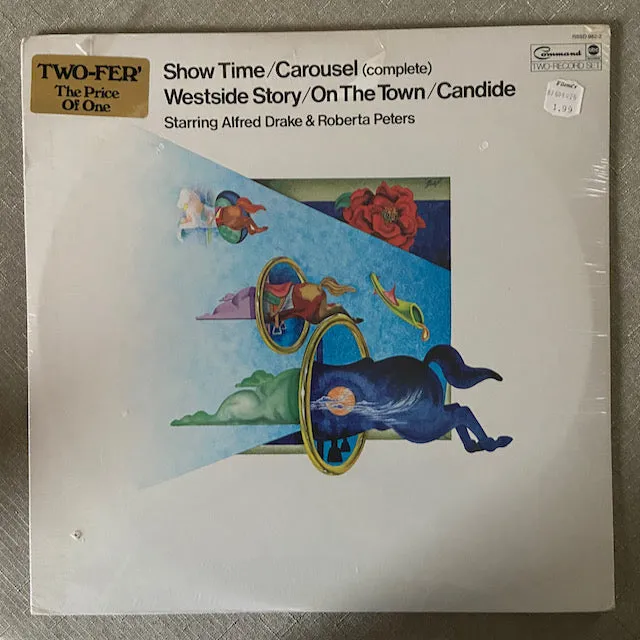 TWO-FER'
The Price
Of One
Show Time/Carousel (complete)
Westside Story/On The Town/Candide
Starring Alfred Drake & Roberta Peters
Command
abc
TWO-RECORD SET
1.99